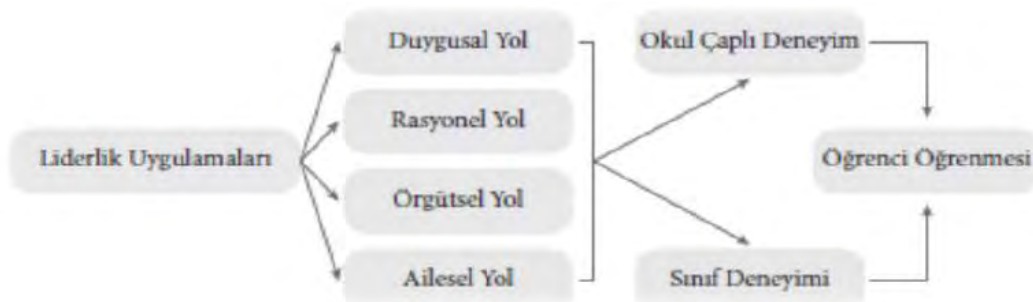 Duygusal Yol
Okul Çaplı Deneyim
Rasyonel Yol
Liderlik Uygulamaları
Öğrenci Öğrenmesi
Örgütsel Yol
Ailesel Yol
Sınıf Deneyimi